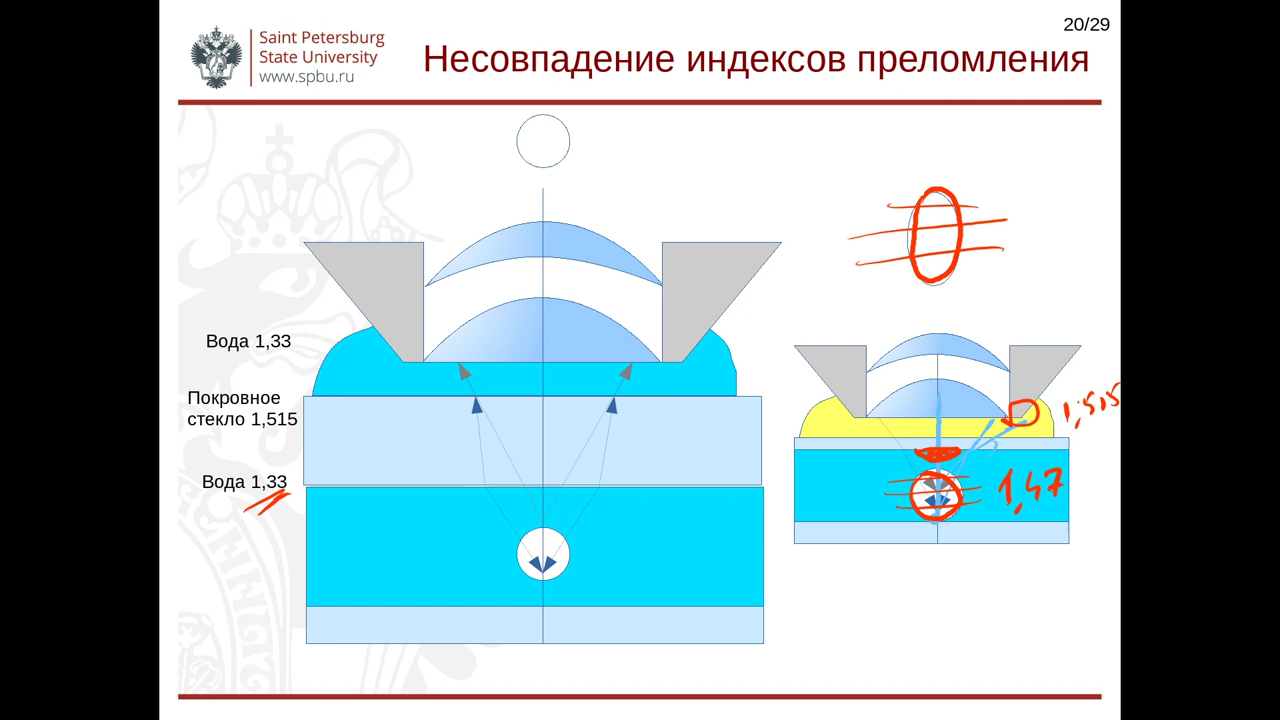 20/29
Saint Petersburg
State University
www.spbu.ru
Несовпадение индексов преломления
Вода 1,33
Покровное
стекло 1,515
Вода 1,33
1,515
1,47